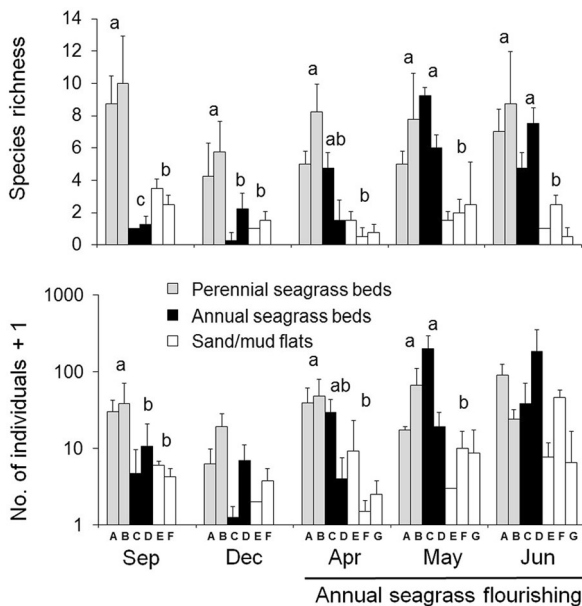 Species richness
14
12
10
8
6
4
2
0
a
c
b
a
b
b
a
ab
b
a
a
b
a
a
b
No. of individuals + 1
1000
100
10
1
Perennial seagrass beds
Annual seagrass beds
Sand/mud flats
a
b
b
a
ab
b
a
a
b
A B C D E F
A B C D E F
A B C D E F G
A B C D E F G
A B C D E F G
Sep Dec Apr May Jun
Annual seagrass flourishing